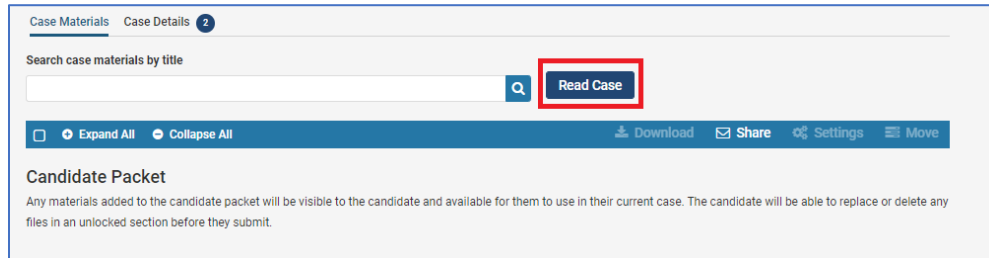 Case Materials Case Details 2
Search case materials by title
Read Case
Expand All Collapse All Download Share Settings Move
Candidate Packet
Any materials added to the candidate packet will be visible to the candidate and available for them to use in their current case. The candidate will be able to replace or delete any
files in an unlocked section before they submit.